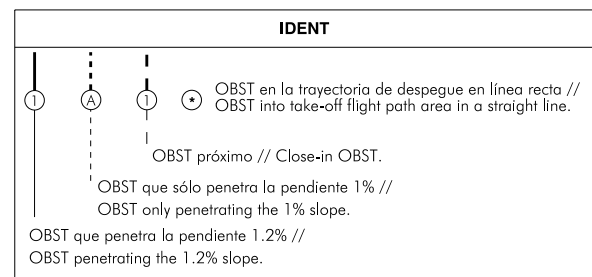 IDENT
1 A 1 * OBST en la trayectoria de despegue en línea recta //
OBST into take-off flight path area in a straight line.
OBST próximo // Close-in OBST.
OBST que sólo penetra la pendiente 1% //
OBST only penetrating the 1% slope.
OBST que penetra la pendiente 1.2% //
OBST penetrating the 1.2% slope.